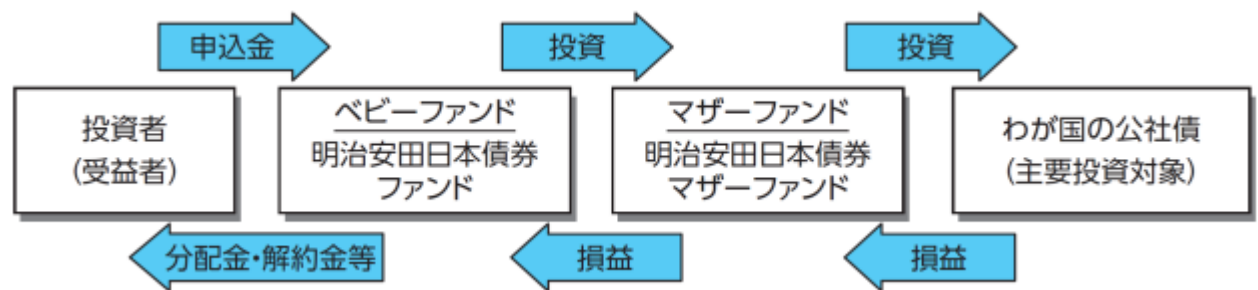 申込金
投資
投資
投資者
(受益者)
ベビーファンド
明治安田日本債券
ファンド
マザーファンド
明治安田日本債券
マザーファンド
わが国の公社債
(主要投資対象)
分配金・解約金等
損益
損益